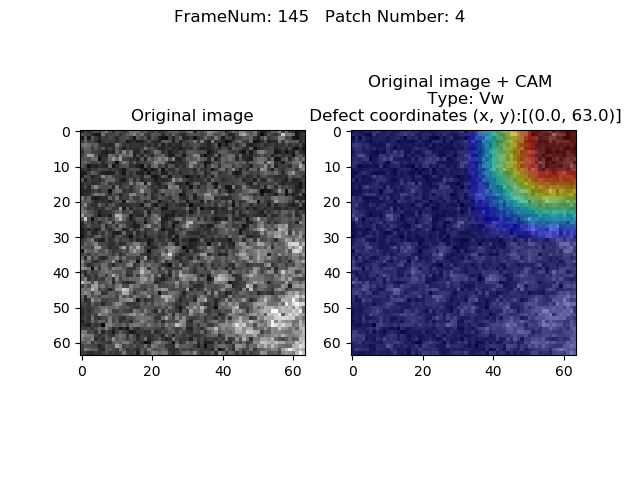 FrameNum: 145   Patch Number: 4
Original image
0
10
20
30
40
50
60
0 20 40 60
Original image + CAM
Type: Vw
Defect coordinates (x, y):[(0.0, 63.0)]
0
10
20
30
40
50
60
0 20 40 60